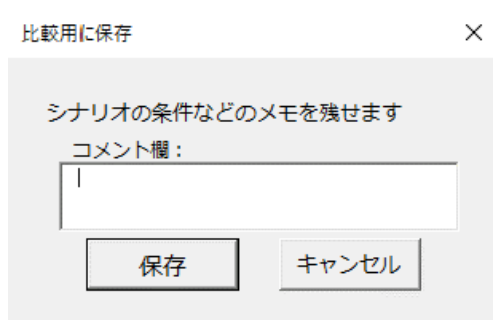 比較用に保存
シナリオの条件などのメモを残せます
コメント欄：
保存 キャンセル